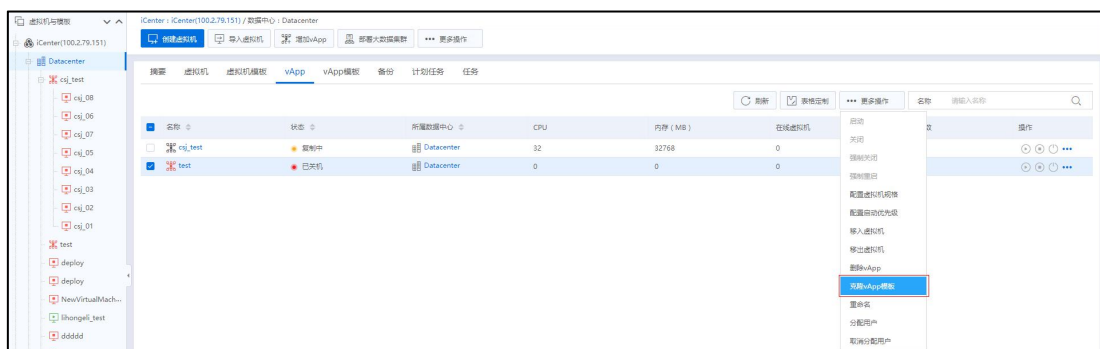 虚拟机与模板
iCenter : iCenter(100.2.79.151) / 数据中心 : Datacenter
iCenter(100.2.79.151)
创建虚拟机 导入虚拟机 增加vApp 部署大数据集群 ••• 更多操作
Datacenter
摘要 虚拟机 虚拟机模板 vApp vApp模板 备份 计划任务 任务
csj_test
csj_08
csj_06
csj_07
csj_05
csj_04
csj_03
csj_02
csj_01
test
deploy
deploy
NewVirtualMach...
lihongeli_test
ddddd
刷新 表格定制 ••• 更多操作 名称 请输入名称
名称 状态 所属数据中心 CPU 内存 ( MB ) 在线虚拟机 数 操作
csj_test 复制中 Datacenter 32 32768 0
test 已关机 Datacenter 0 0 0
启动
关闭
强制关闭
强制重启
配置虚拟机规格
配置启动优先级
移入虚拟机
移出虚拟机
删除vApp
克隆vApp模板
重命名
分配用户
取消分配用户